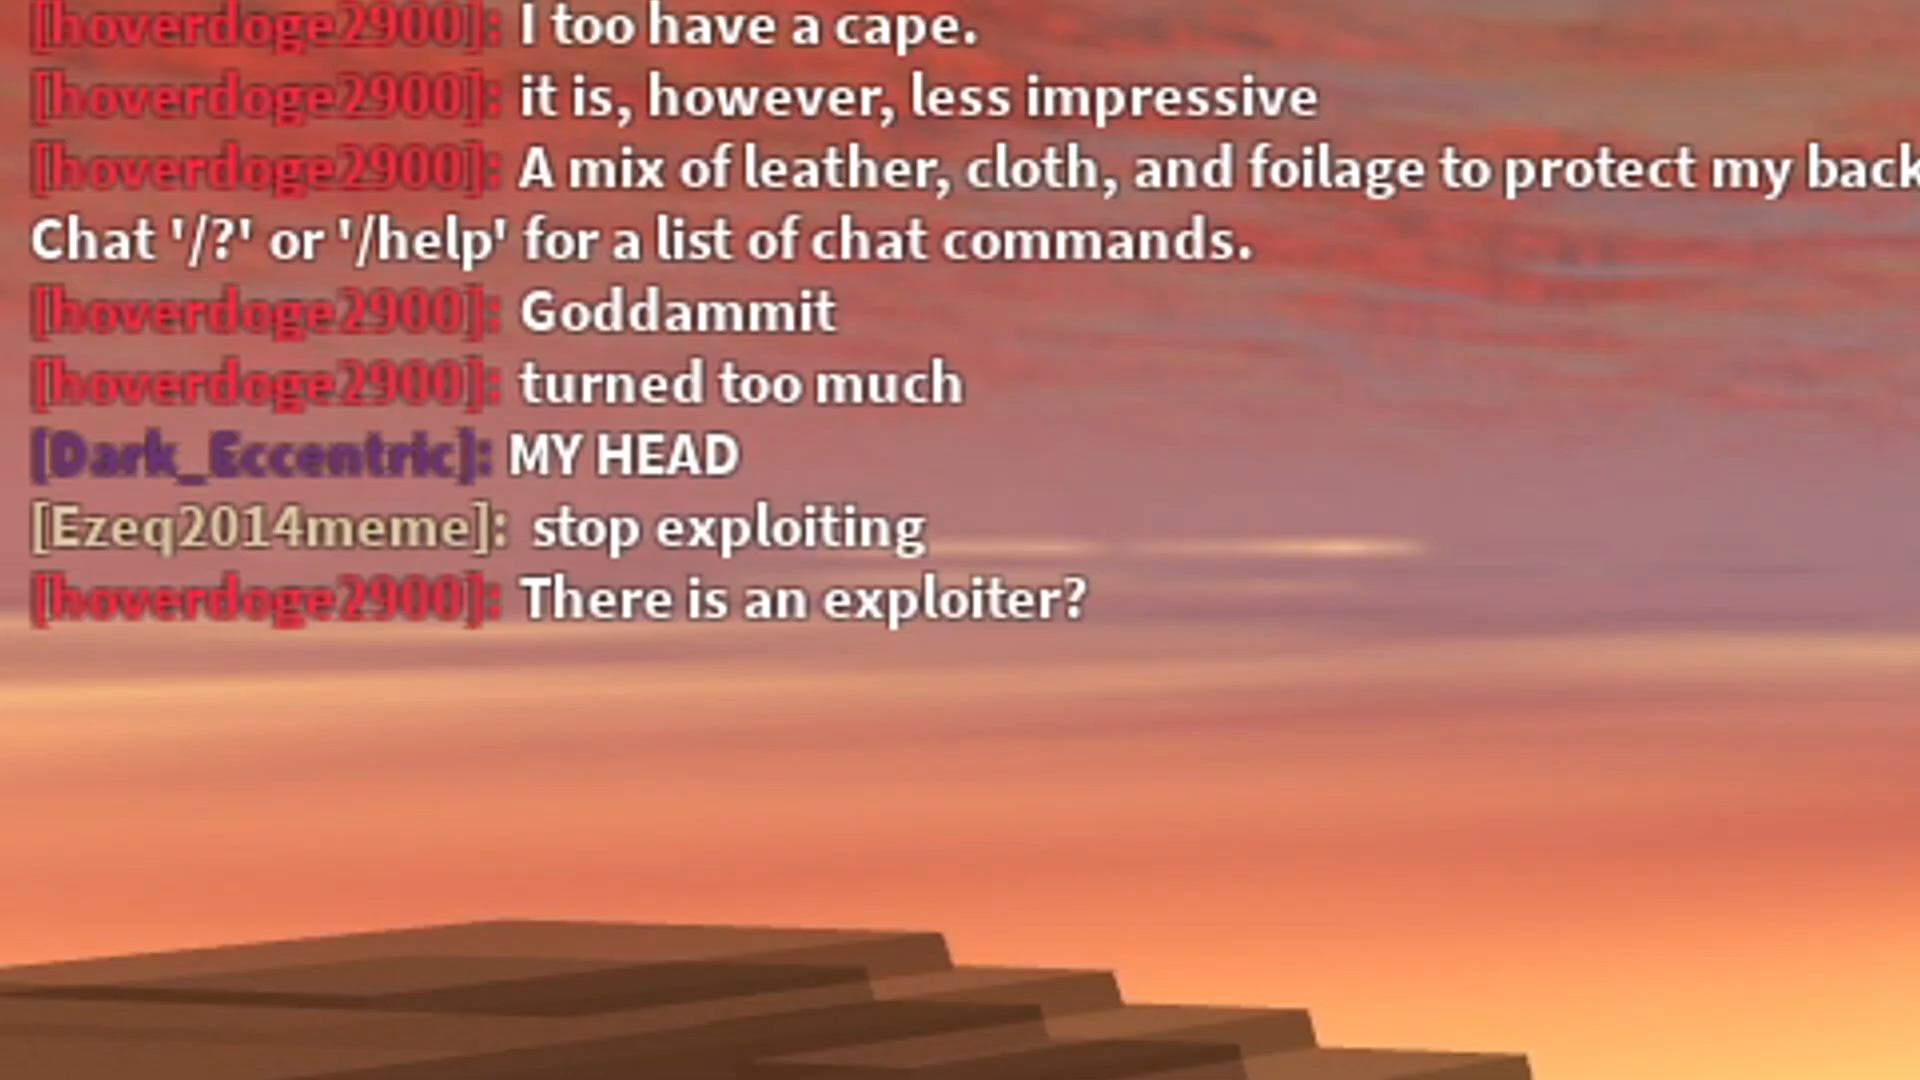 [hoverdoge2900]: I too have a cape.
[hoverdoge2900]: it is, however, less impressive
[hoverdoge2900]: A mix of leather, cloth, and foilage to protect my back
Chat '/?' or '/help' for a list of chat commands.
[hoverdoge2900]: Goddammit
[hoverdoge2900]: turned too much
[Dark_Eccentric]: MY HEAD
[Ezeq2014meme]: stop exploiting
[hoverdoge2900]: There is an exploiter?